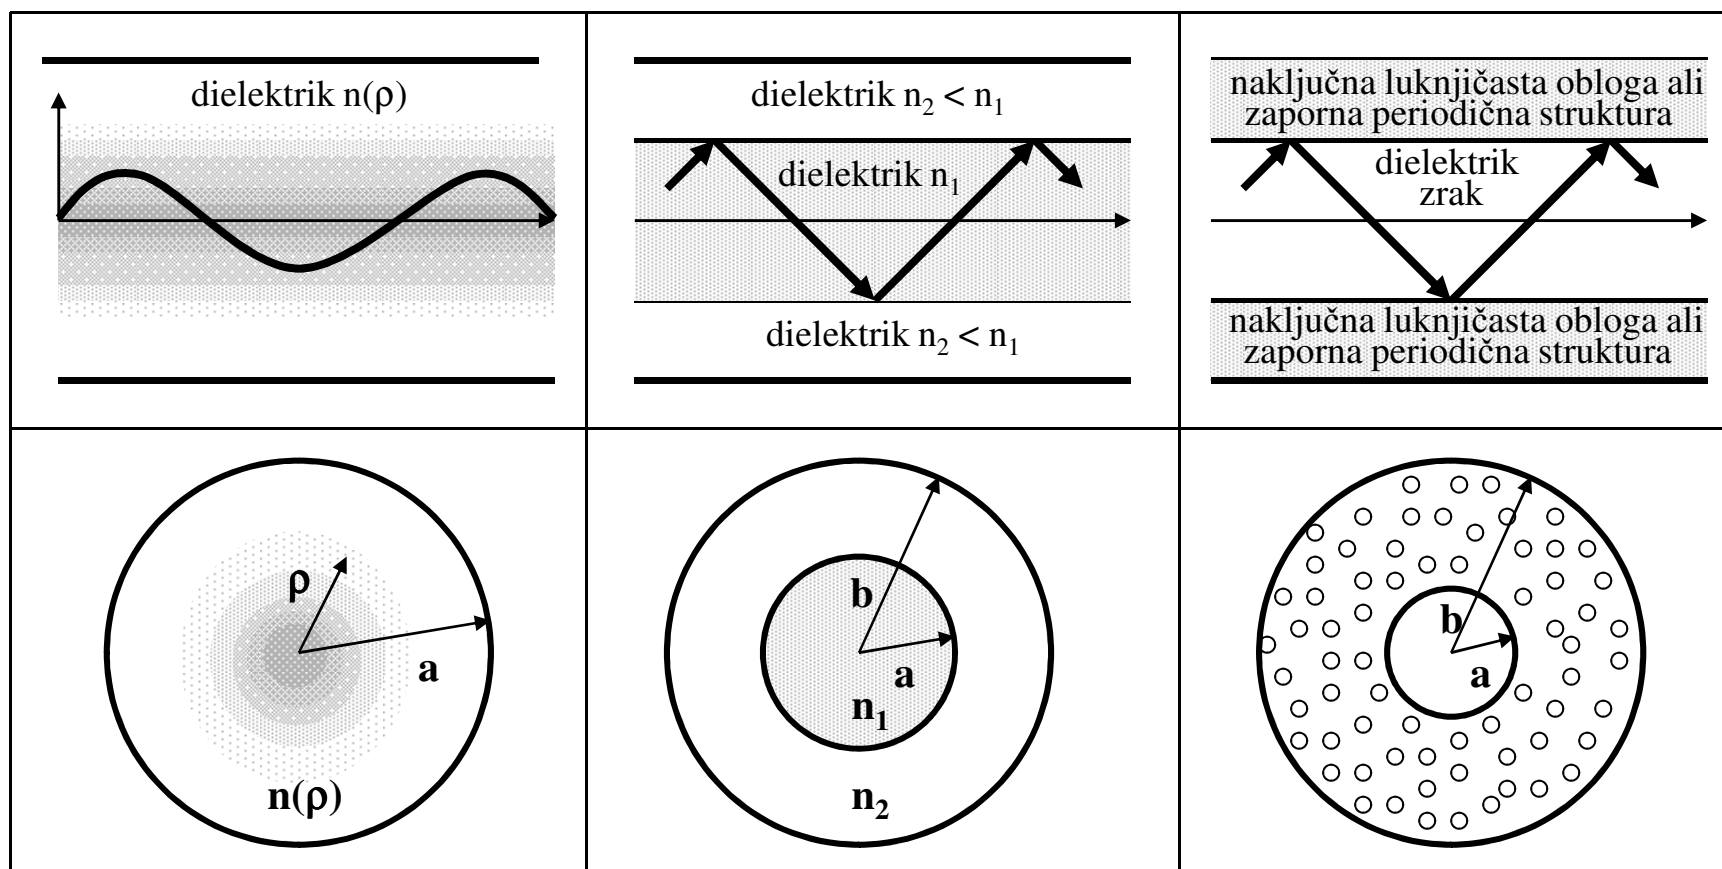 dielektrik n(ρ)
dielektrik n₂ < n₁
dielektrik n₁
dielektrik n₂ < n₁
naključna luknjičasta obloga ali
zaporna periodična struktura
dielektrik
zrak
naključna luknjičasta obloga ali
zaporna periodična struktura
ρ
a
n(ρ)
b
a
n₁
n₂
b
a